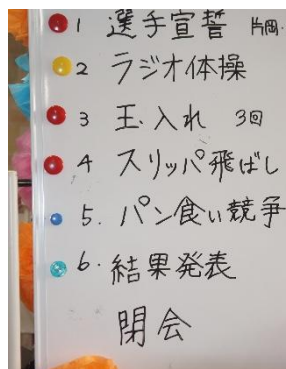 1 選手宣誓 片岡.
2 ラジオ体操
3 玉入れ 3回
4 スリッパ飛ばし
5. パン食い競争
6. 結果発表
閉会